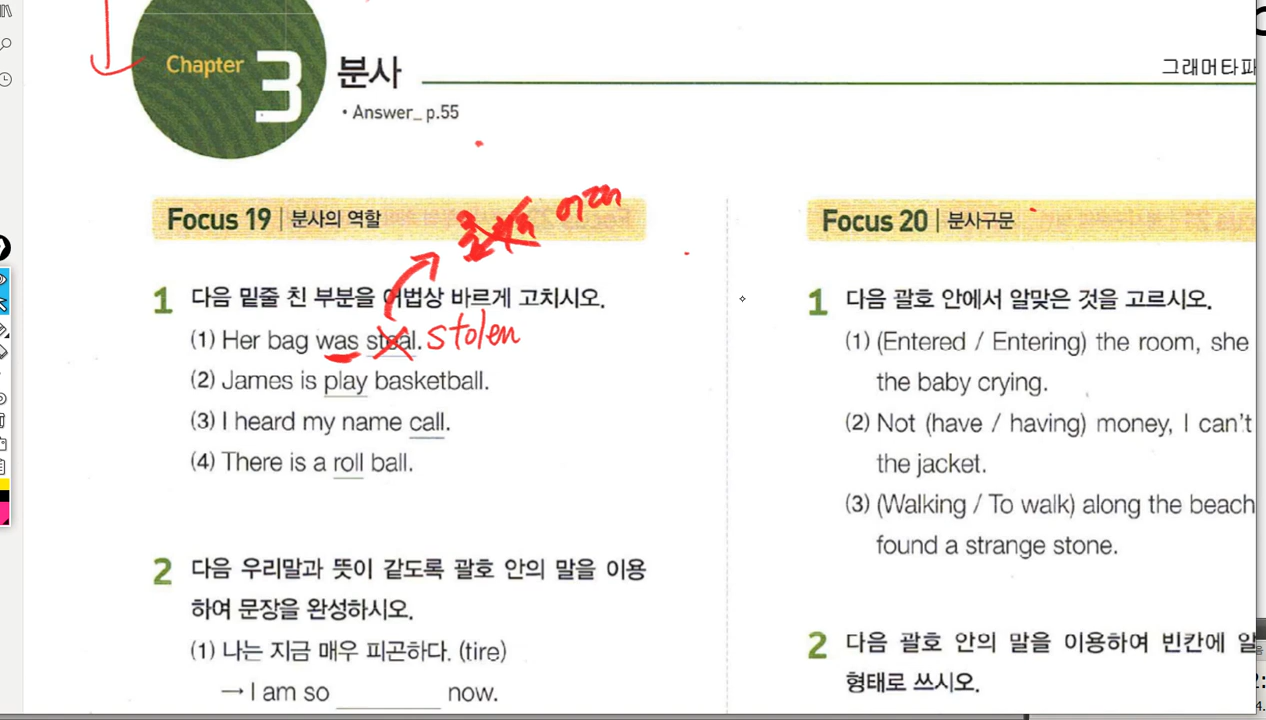 Chapter 3 분사
그래머타파
• Answer_ p.55
Focus 19 | 분사의 역할
1 다음 밑줄 친 부분을 어법상 바르게 고치시오.
(1) Her bag was steal. stolen
(2) James is play basketball.
(3) I heard my name call.
(4) There is a roll ball.
2 다음 우리말과 뜻이 같도록 괄호 안의 말을 이용
하여 문장을 완성하시오.
(1) 나는 지금 매우 피곤하다. (tire)
→ I am so ________ now.
Focus 20 | 분사구문
1 다음 괄호 안에서 알맞은 것을 고르시오.
(1) (Entered / Entering) the room, she
the baby crying.
(2) Not (have / having) money, I can't
the jacket.
(3) (Walking / To walk) along the beach
found a strange stone.
2 다음 괄호 안의 말을 이용하여 빈칸에 알
형태로 쓰시오.